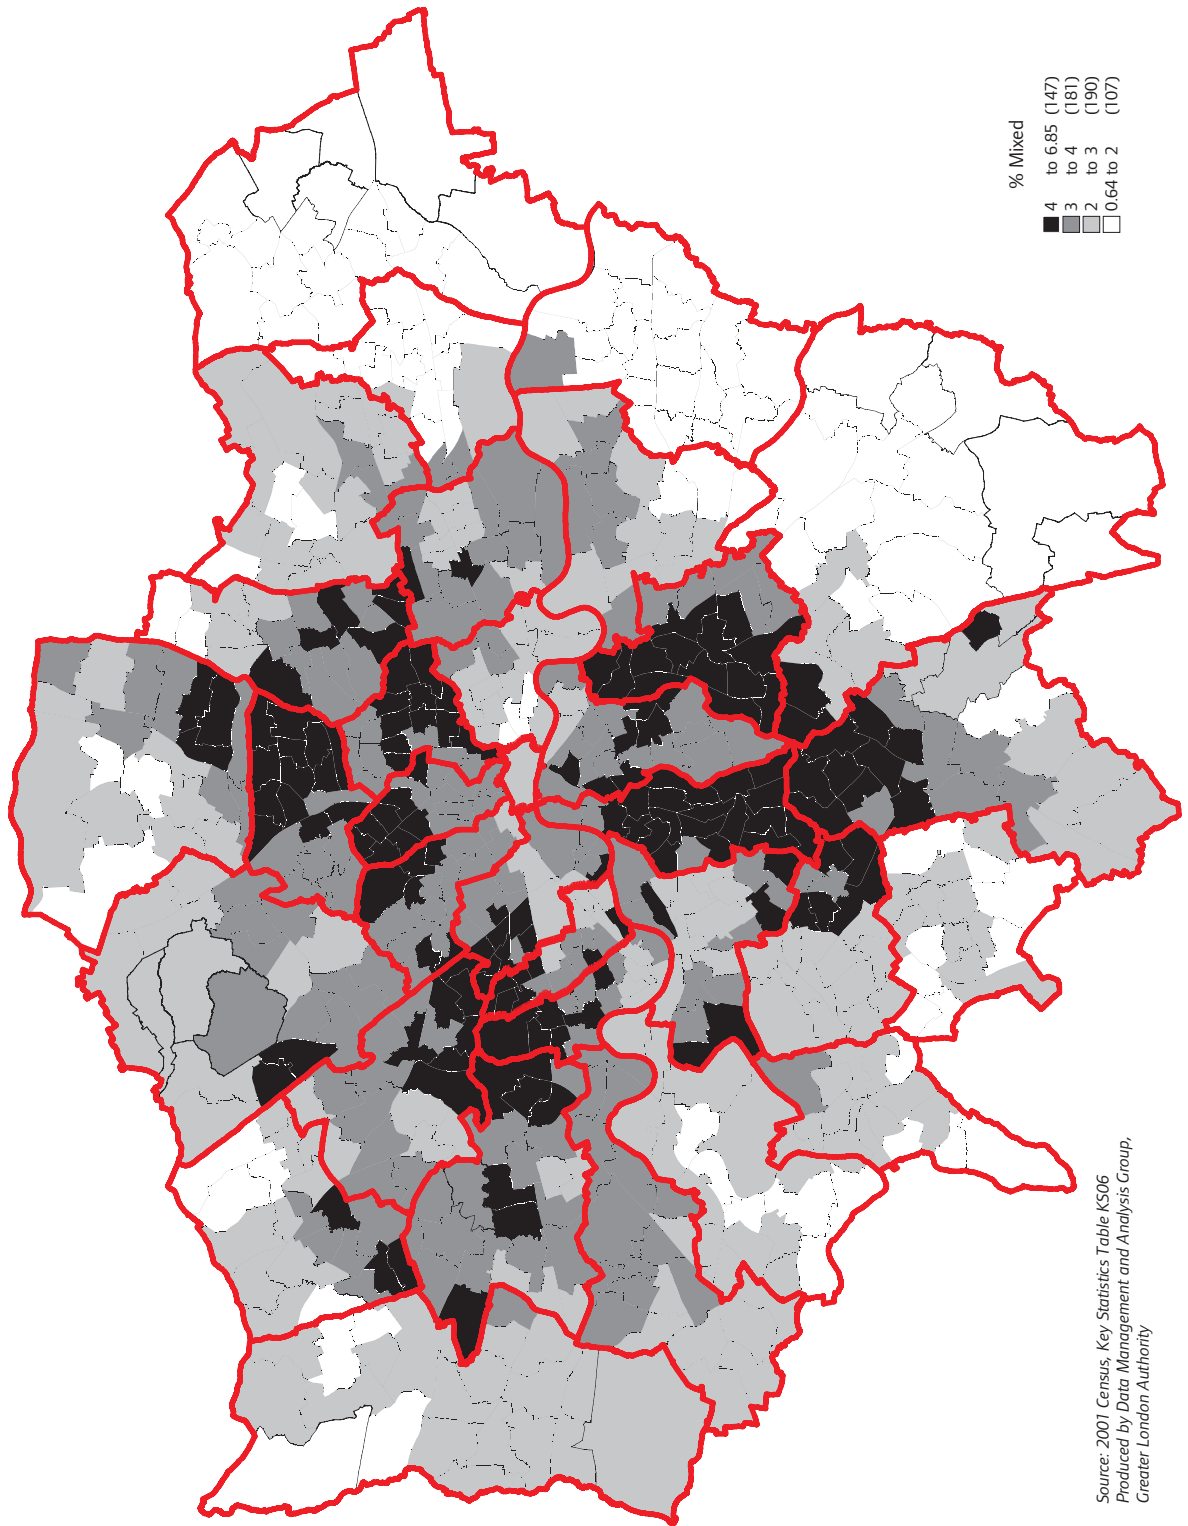 % Mixed
4 to 6.85 (147)
3 to 4 (181)
2 to 3 (190)
0.64 to 2 (107)
Source: 2001 Census, Key Statistics Table KS06
Produced by Data Management and Analysis Group,
Greater London Authority